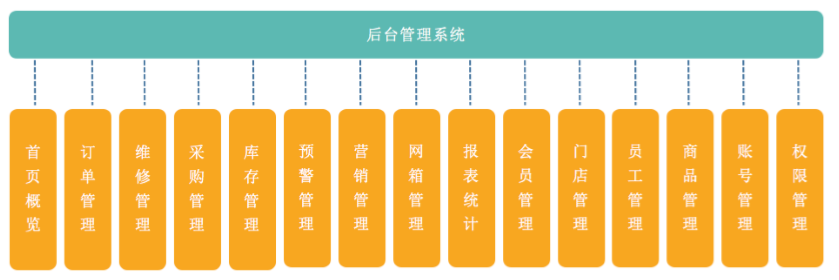 后台管理系统
首页概览
订单管理
维修管理
采购管理
库存管理
预警管理
营销管理
网箱管理
报表统计
会员管理
门店管理
员工管理
商品管理
账号管理
权限管理